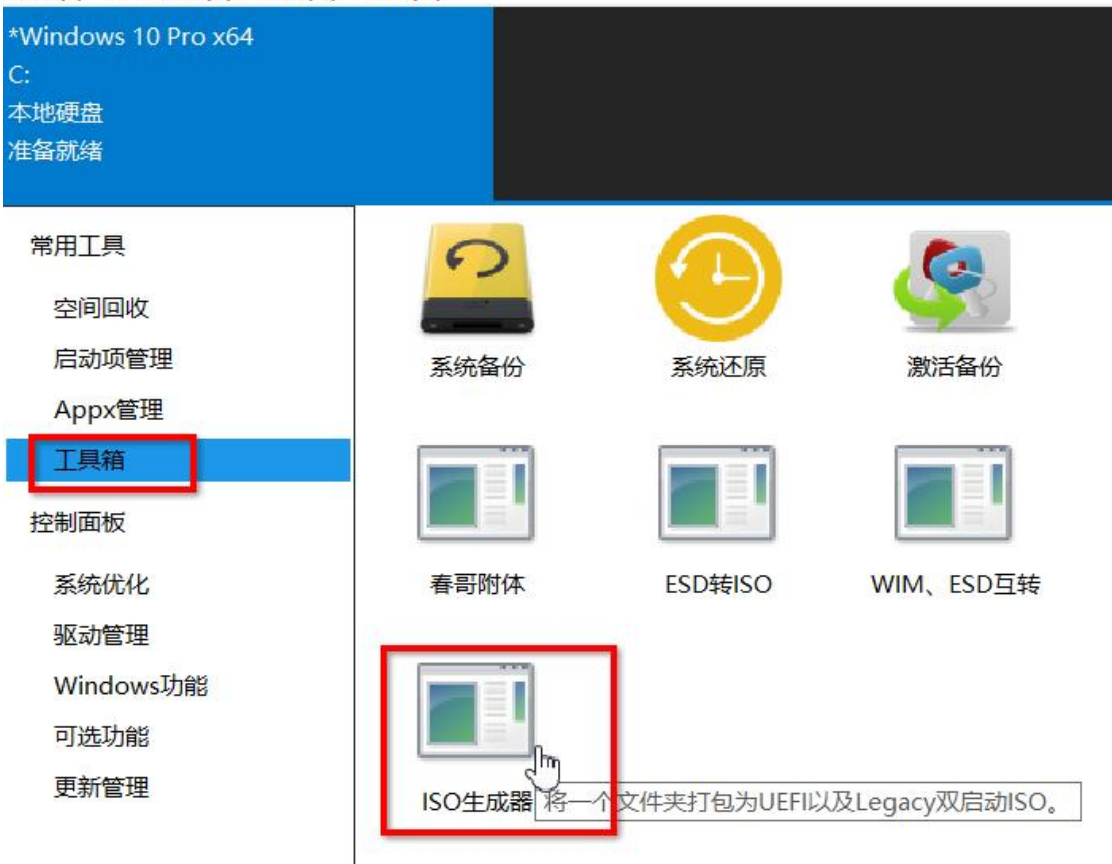 *Windows 10 Pro x64
C:
本地硬盘
准备就绪
常用工具
空间回收
启动项管理
Appx管理
工具箱
控制面板
系统优化
驱动管理
Windows功能
可选功能
更新管理
系统备份
系统还原
激活备份
春哥附体
ESD转ISO
WIM、ESD互转
ISO生成器
将一个文件夹打包为UEFI以及Legacy双启动ISO。